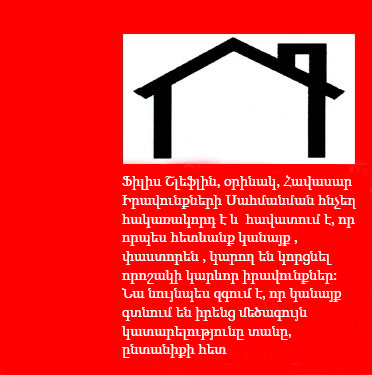 Ֆիլիս Շլեֆլին, օրինակ, Հավասար
Իրավունքների Սահմանման հնչեղ
հակառակորդ է և  հավատում է, որ
որպես հետևանք կանայք ,
փաստորեն , կարող են կորցնել
որոշակի կարևոր իրավունքներ:
Նա նույնպես զգում է, որ կանայք
գտնում են իրենց մեծագույն
կատարելությունը տանը,
ընտանիքի հետ